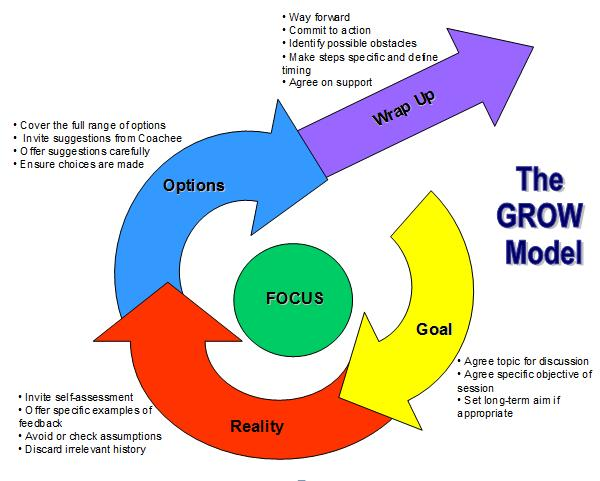 • Way forward
• Commit to action
• Identify possible obstacles
• Make steps specific and define
timing
• Agree on support
Wrap Up
• Cover the full range of options
• Invite suggestions from Coachee
• Offer suggestions carefully
• Ensure choices are made
Options
The
GROW
Model
FOCUS
Goal
• Agree topic for discussion
• Agree specific objective of
session
• Set long-term aim if
appropriate
Reality
• Invite self-assessment
• Offer specific examples of
feedback
• Avoid or check assumptions
• Discard irrelevant history